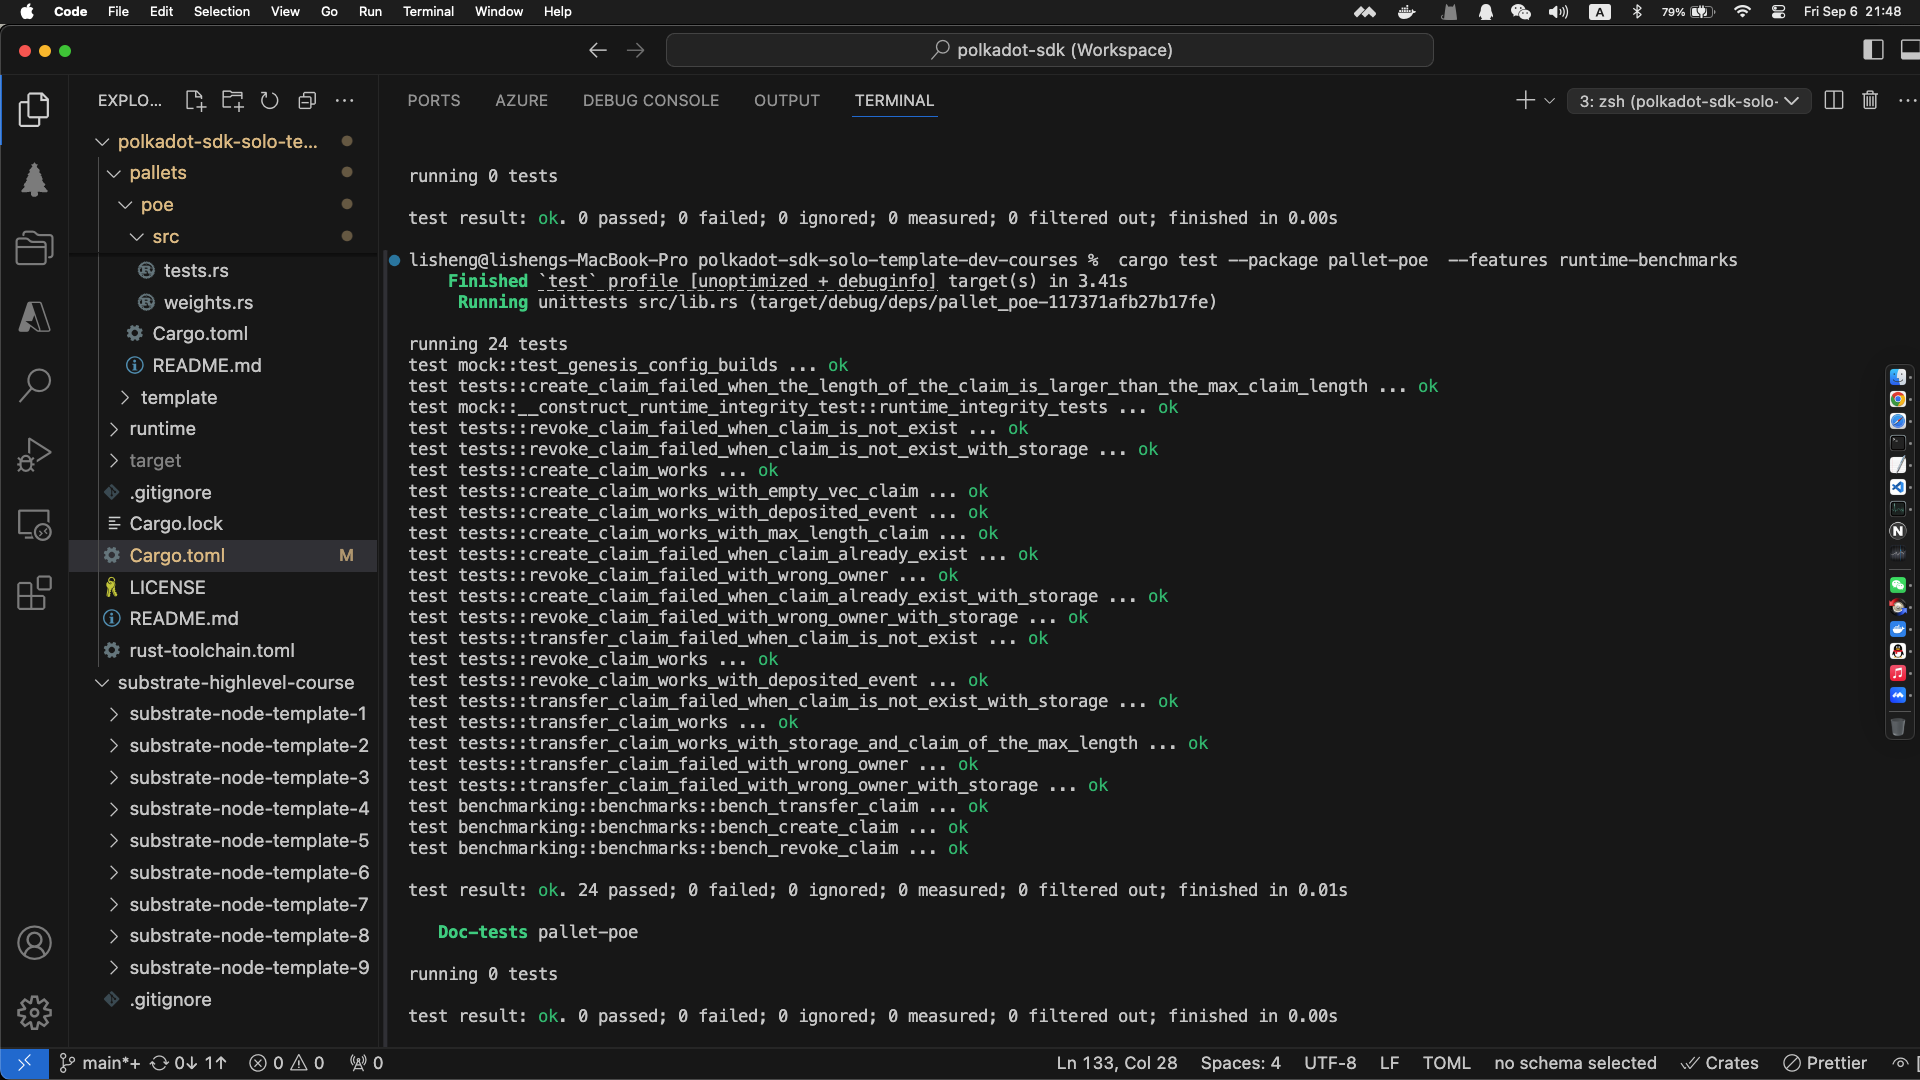 Code File Edit Selection View Go Run Terminal Window Help
A 79% Fri Sep 6 21:48
polkadot-sdk (Workspace)
EXPLO...
polkadot-sdk-solo-te...
pallets
poe
src
tests.rs
weights.rs
Cargo.toml
README.md
template
runtime
target
.gitignore
Cargo.lock
Cargo.toml M
LICENSE
README.md
rust-toolchain.toml
substrate-highlevel-course
substrate-node-template-1
substrate-node-template-2
substrate-node-template-3
substrate-node-template-4
substrate-node-template-5
substrate-node-template-6
substrate-node-template-7
substrate-node-template-8
substrate-node-template-9
.gitignore
PORTS AZURE DEBUG CONSOLE OUTPUT TERMINAL
3: zsh (polkadot-sdk-solo-
running 0 tests
test result: ok. 0 passed; 0 failed; 0 ignored; 0 measured; 0 filtered out; finished in 0.00s
lisheng@lishengs-MacBook-Pro polkadot-sdk-solo-template-dev-courses % cargo test --package pallet-poe --features runtime-benchmarks
Finished `test` profile [unoptimized + debuginfo] target(s) in 3.41s
Running unittests src/lib.rs (target/debug/deps/pallet_poe-117371afb27b17fe)
running 24 tests
test mock::test_genesis_config_builds ... ok
test tests::create_claim_failed_when_the_length_of_the_claim_is_larger_than_the_max_claim_length ... ok
test mock::__construct_runtime_integrity_test::runtime_integrity_tests ... ok
test tests::revoke_claim_failed_when_claim_is_not_exist ... ok
test tests::revoke_claim_failed_when_claim_is_not_exist_with_storage ... ok
test tests::create_claim_works ... ok
test tests::create_claim_works_with_empty_vec_claim ... ok
test tests::create_claim_works_with_deposited_event ... ok
test tests::create_claim_works_with_max_length_claim ... ok
test tests::create_claim_failed_when_claim_already_exist ... ok
test tests::revoke_claim_failed_with_wrong_owner ... ok
test tests::create_claim_failed_when_claim_already_exist_with_storage ... ok
test tests::revoke_claim_failed_with_wrong_owner_with_storage ... ok
test tests::transfer_claim_failed_when_claim_is_not_exist ... ok
test tests::revoke_claim_works ... ok
test tests::revoke_claim_works_with_deposited_event ... ok
test tests::transfer_claim_failed_when_claim_is_not_exist_with_storage ... ok
test tests::transfer_claim_works ... ok
test tests::transfer_claim_works_with_storage_and_claim_of_the_max_length ... ok
test tests::transfer_claim_failed_with_wrong_owner ... ok
test tests::transfer_claim_failed_with_wrong_owner_with_storage ... ok
test benchmarking::benchmarks::bench_transfer_claim ... ok
test benchmarking::benchmarks::bench_create_claim ... ok
test benchmarking::benchmarks::bench_revoke_claim ... ok
test result: ok. 24 passed; 0 failed; 0 ignored; 0 measured; 0 filtered out; finished in 0.01s
Doc-tests pallet-poe
running 0 tests
test result: ok. 0 passed; 0 failed; 0 ignored; 0 measured; 0 filtered out; finished in 0.00s
main*+ 0↓ 1↑ 0 0 0 Ln 133, Col 28 Spaces: 4 UTF-8 LF TOML no schema selected Crates Prettier